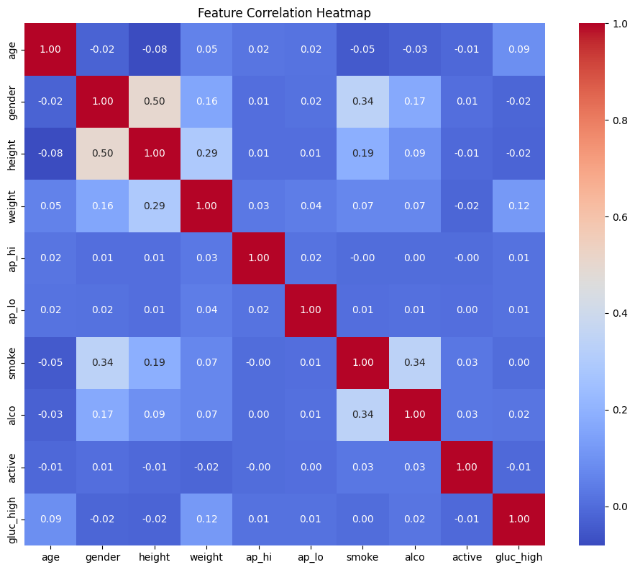 Feature Correlation Heatmap
age 1.00 -0.02 -0.08 0.05 0.02 0.02 -0.05 -0.03 -0.01 0.09
gender -0.02 1.00 0.50 0.16 0.01 0.02 0.34 0.17 0.01 -0.02
height -0.08 0.50 1.00 0.29 0.01 0.01 0.19 0.09 -0.01 -0.02
weight 0.05 0.16 0.29 1.00 0.03 0.04 0.07 0.07 -0.02 0.12
ap_hi 0.02 0.01 0.01 0.03 1.00 0.02 -0.00 0.00 -0.00 0.01
ap_lo 0.02 0.02 0.01 0.04 0.02 1.00 0.01 0.01 0.00 0.01
smoke -0.05 0.34 0.19 0.07 -0.00 0.01 1.00 0.34 0.03 0.00
alco -0.03 0.17 0.09 0.07 0.00 0.01 0.34 1.00 0.03 0.02
active -0.01 0.01 -0.01 -0.02 -0.00 0.00 0.03 0.03 1.00 -0.01
gluc_high 0.09 -0.02 -0.02 0.12 0.01 0.01 0.00 0.02 -0.01 1.00
age gender height weight ap_hi ap_lo smoke alco active gluc_high
1.0
0.8
0.6
0.4
0.2
0.0